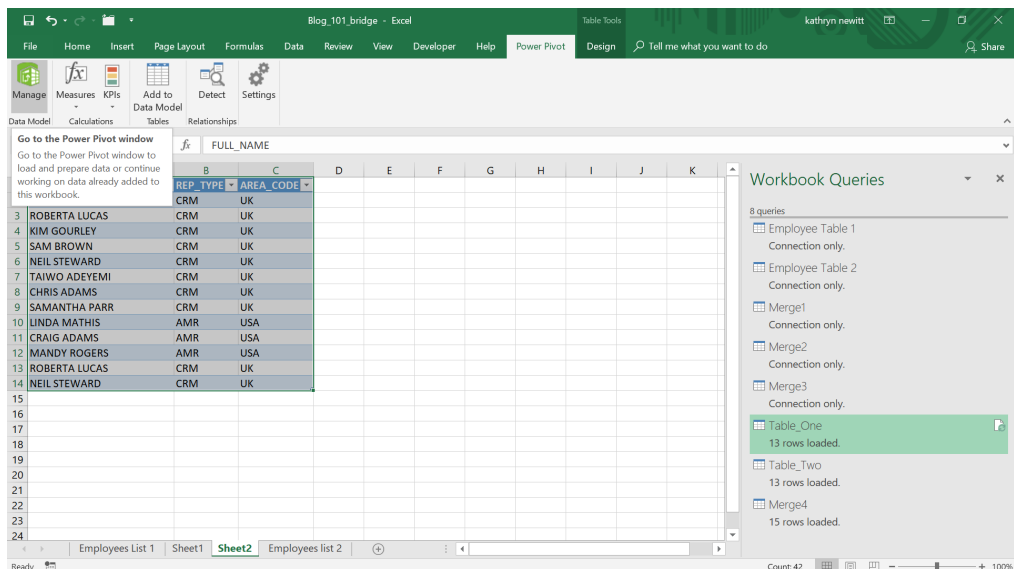 Blog_101_bridge - Excel
Table Tools
kathryn newitt
File Home Insert Page Layout Formulas Data Review View Developer Help Power Pivot Design Tell me what you want to do Share
Manage Measures KPIs Add to Data Model Detect Settings
Data Model Calculations Tables Relationships
Go to the Power Pivot window
Go to the Power Pivot window to
load and prepare data or continue
working on data already added to
this workbook.
fx FULL_NAME
B C D E F G H I J K
REP_TYPE AREA_CODE
CRM UK
3 ROBERTA LUCAS CRM UK
4 KIM GOURLEY CRM UK
5 SAM BROWN CRM UK
6 NEIL STEWARD CRM UK
7 TAIWO ADEYEMI CRM UK
8 CHRIS ADAMS CRM UK
9 SAMANTHA PARR CRM UK
10 LINDA MATHIS AMR USA
11 CRAIG ADAMS AMR USA
12 MANDY ROGERS AMR USA
13 ROBERTA LUCAS CRM UK
14 NEIL STEWARD CRM UK
15
16
17
18
19
20
21
22
23
24
Workbook Queries
8 queries
Employee Table 1
Connection only.
Employee Table 2
Connection only.
Merge1
Connection only.
Merge2
Connection only.
Merge3
Connection only.
Table_One
13 rows loaded.
Table_Two
13 rows loaded.
Merge4
15 rows loaded.
Employees List 1 Sheet1 Sheet2 Employees list 2
Ready Count: 42 100%